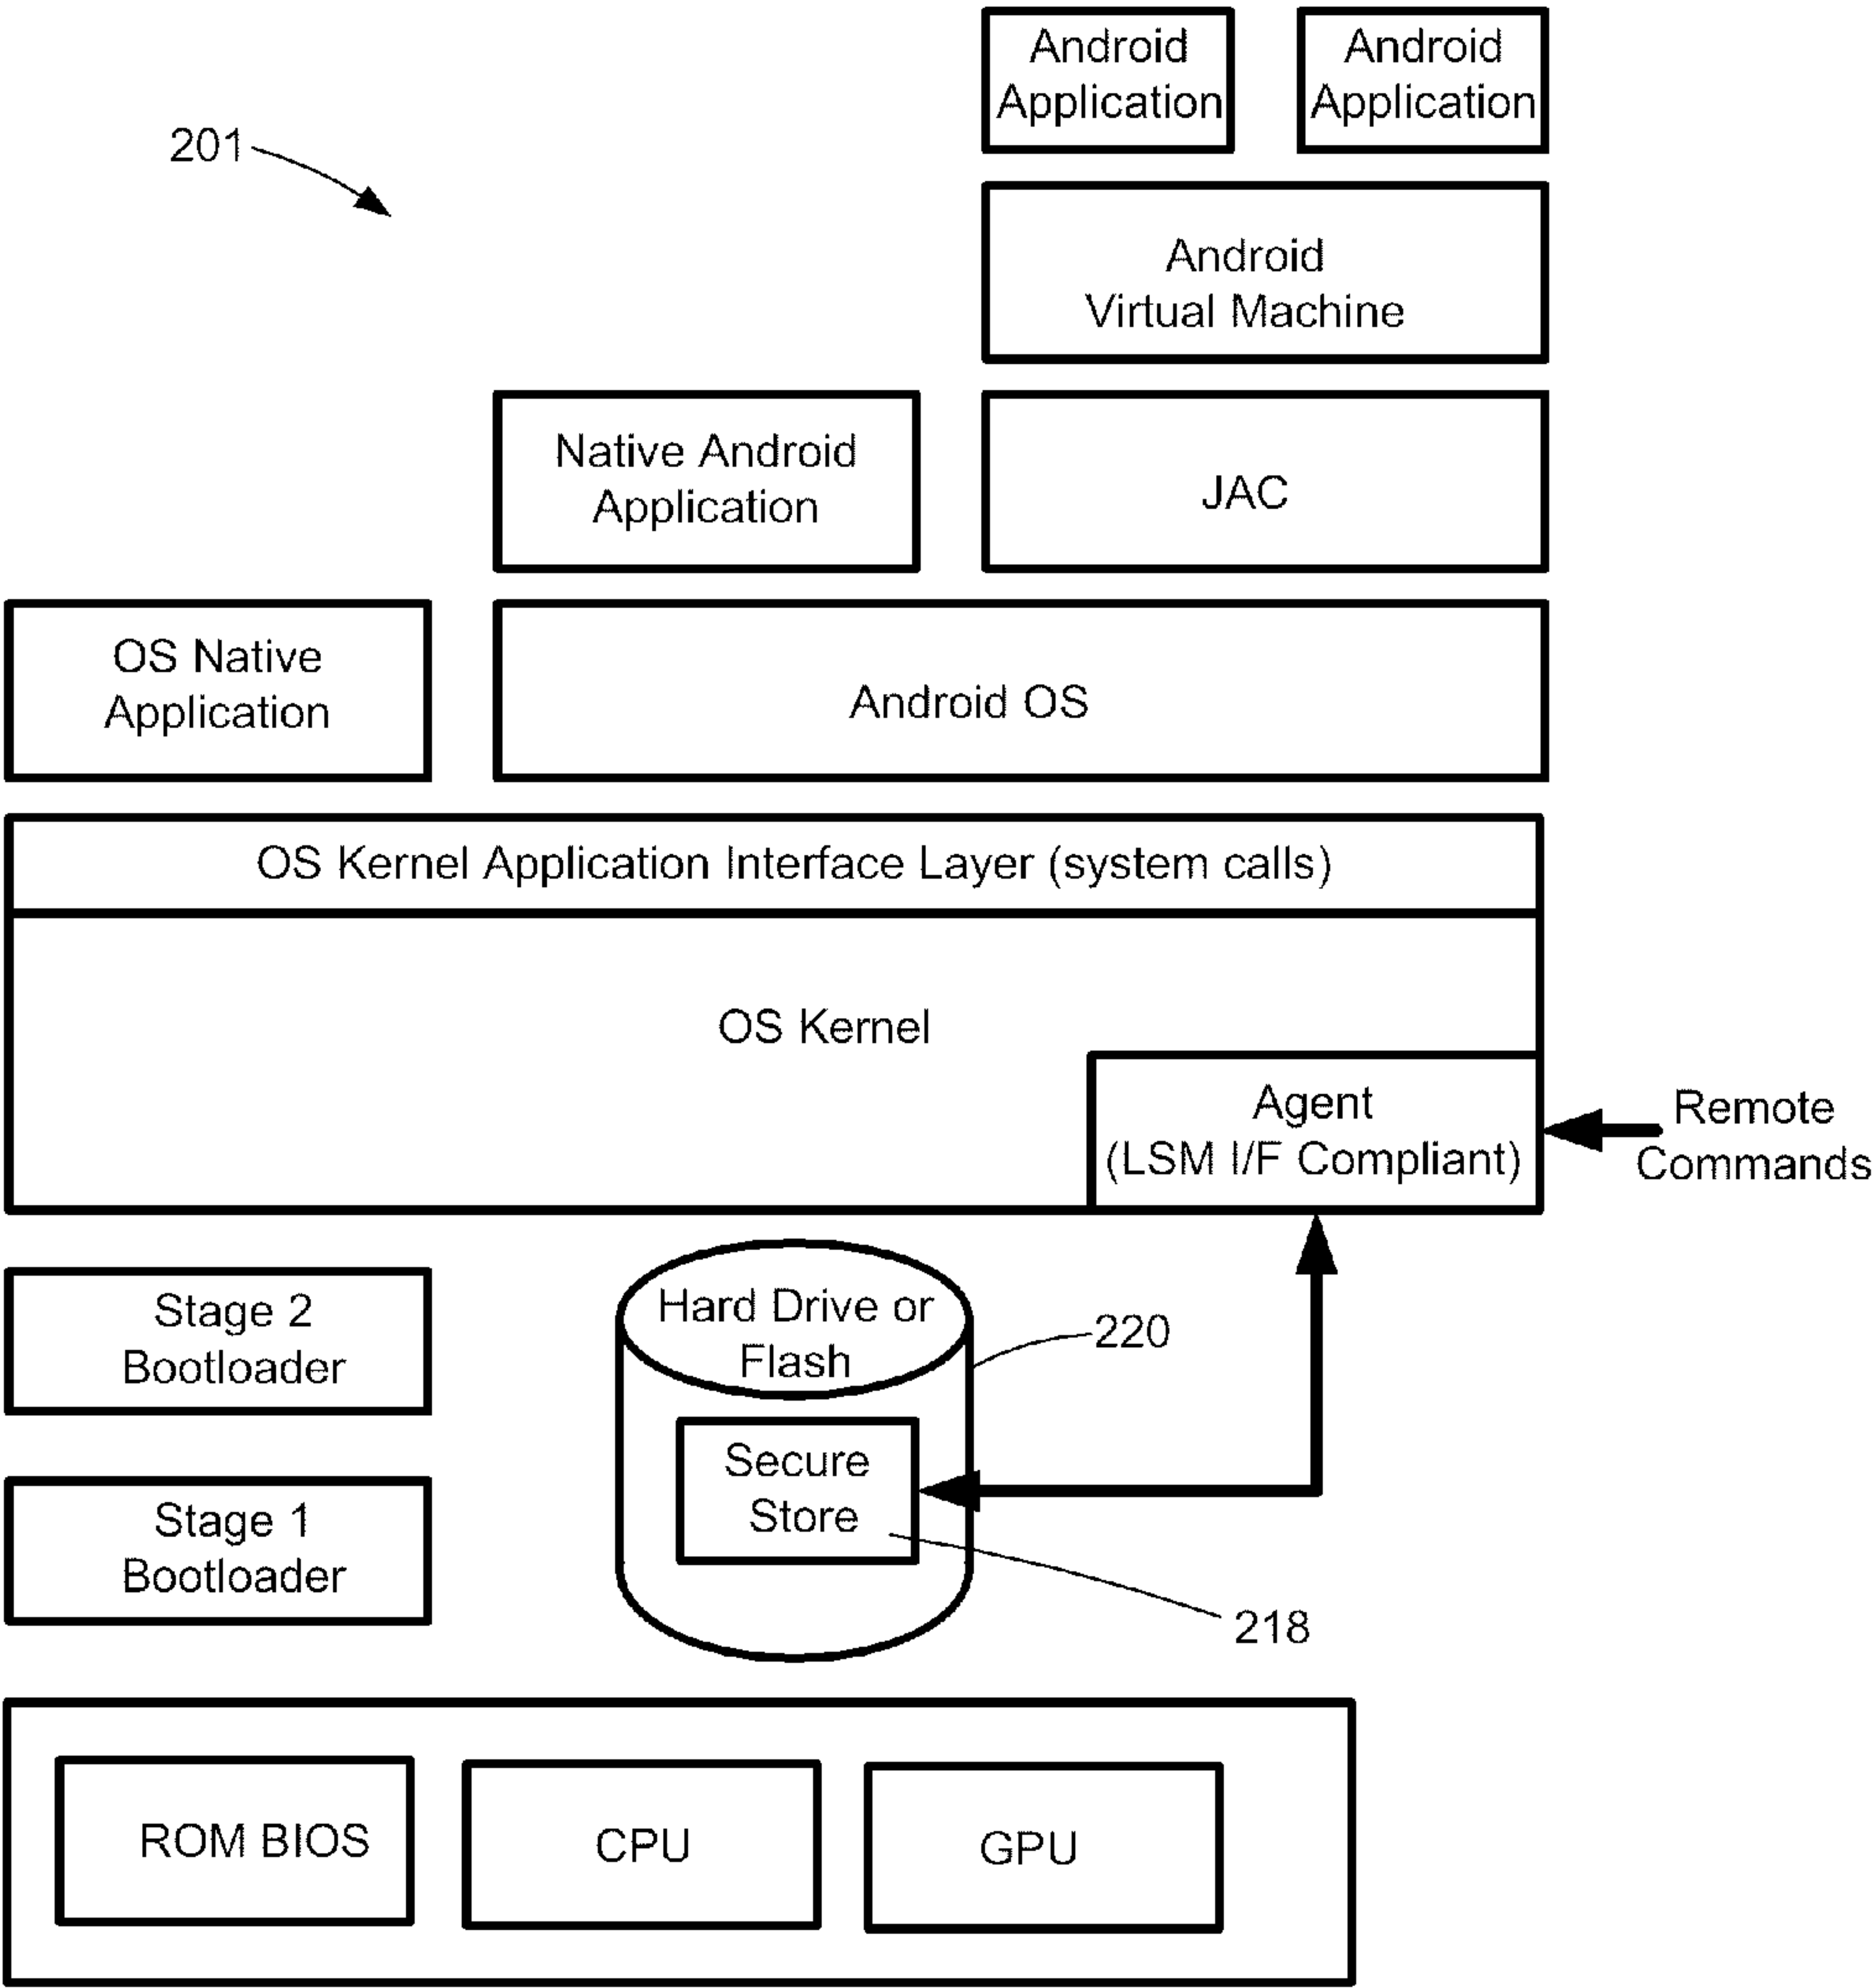 Android
Application
Android
Application
201
Android
Virtual Machine
Native Android
Application
JAC
OS Native
Application
Android OS
OS Kernel Application Interface Layer (system calls)
OS Kernel
Agent
(LSM I/F Compliant)
Remote
Commands
Stage 2
Bootloader
Hard Drive or
Flash
220
Secure
Store
Stage 1
Bootloader
218
ROM BIOS
CPU
GPU